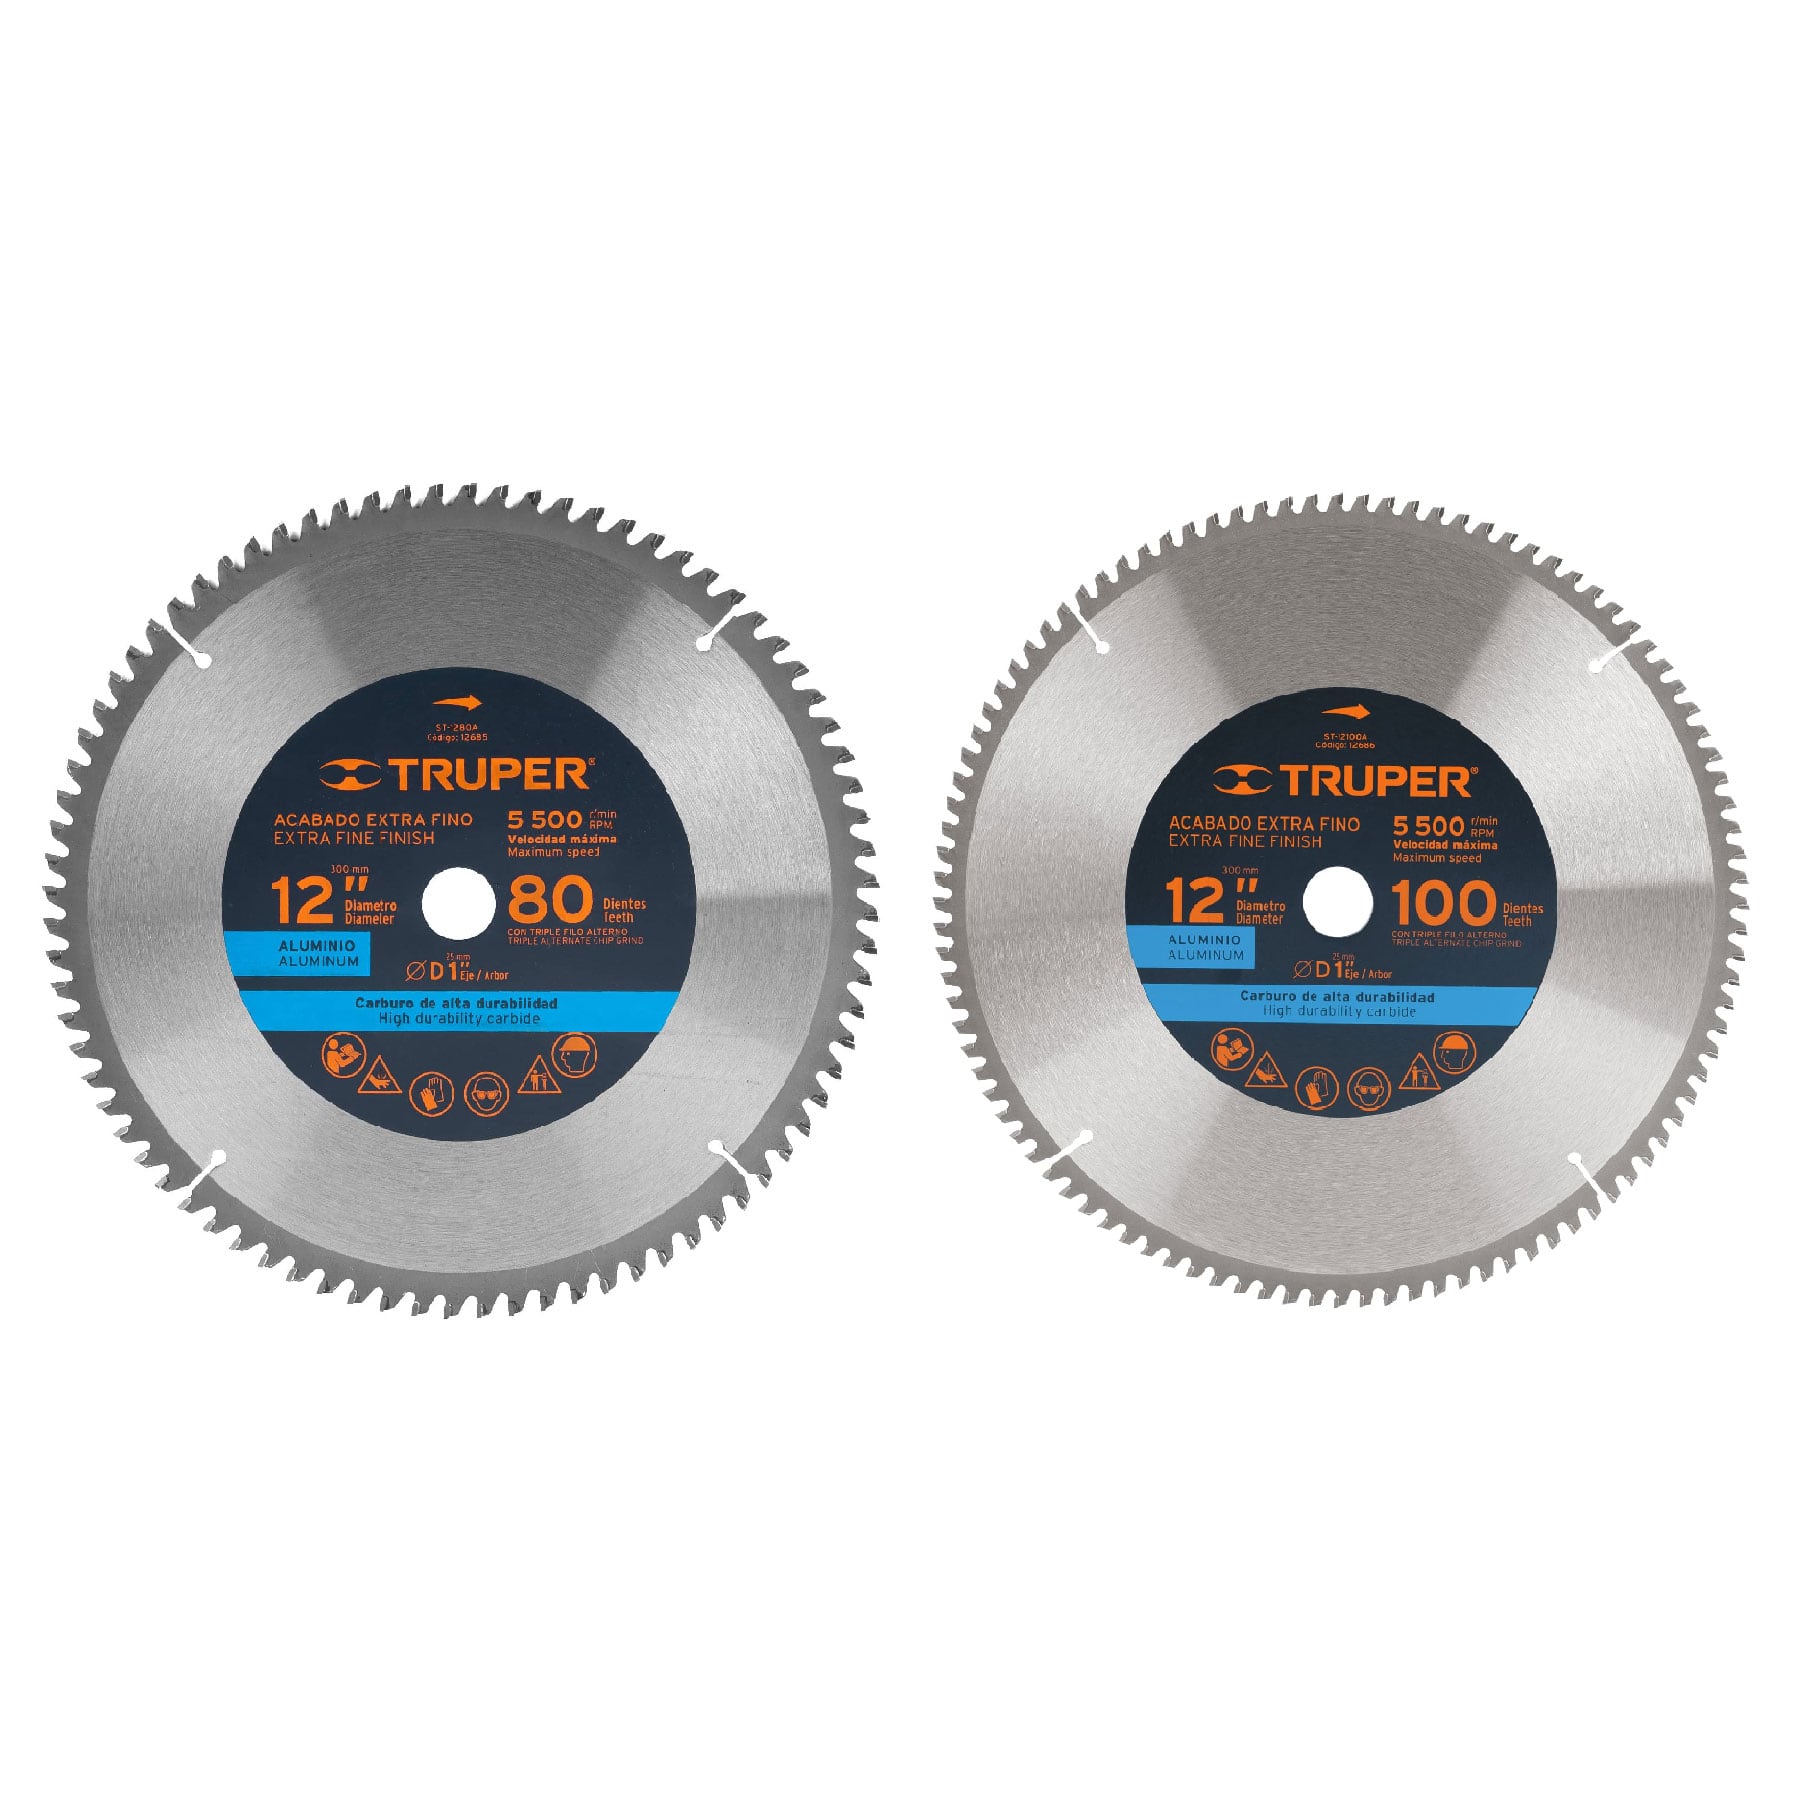 ST-1280A
Código: 12685
TRUPER®
ACABADO EXTRA FINO
EXTRA FINE FINISH
5 500 r/min RPM
Velocidad máxima
Maximum speed
300 mm
12" Diametro Diameter
80 Dientes Teeth
CON TRIPLE FILO ALTERNO
TRIPLE ALTERNATE CHIP GRIND
ALUMINIO
ALUMINUM
25 mm
Ø D 1" Eje / Arbor
Carburo de alta durabilidad
High durability carbide
ST-12100A
Código: 12686
TRUPER®
ACABADO EXTRA FINO
EXTRA FINE FINISH
5 500 r/min RPM
Velocidad máxima
Maximum speed
300 mm
12" Diametro Diameter
100 Dientes Teeth
CON TRIPLE FILO ALTERNO
TRIPLE ALTERNATE CHIP GRIND
ALUMINIO
ALUMINUM
25 mm
Ø D 1" Eje / Arbor
Carburo de alta durabilidad
High durability carbide